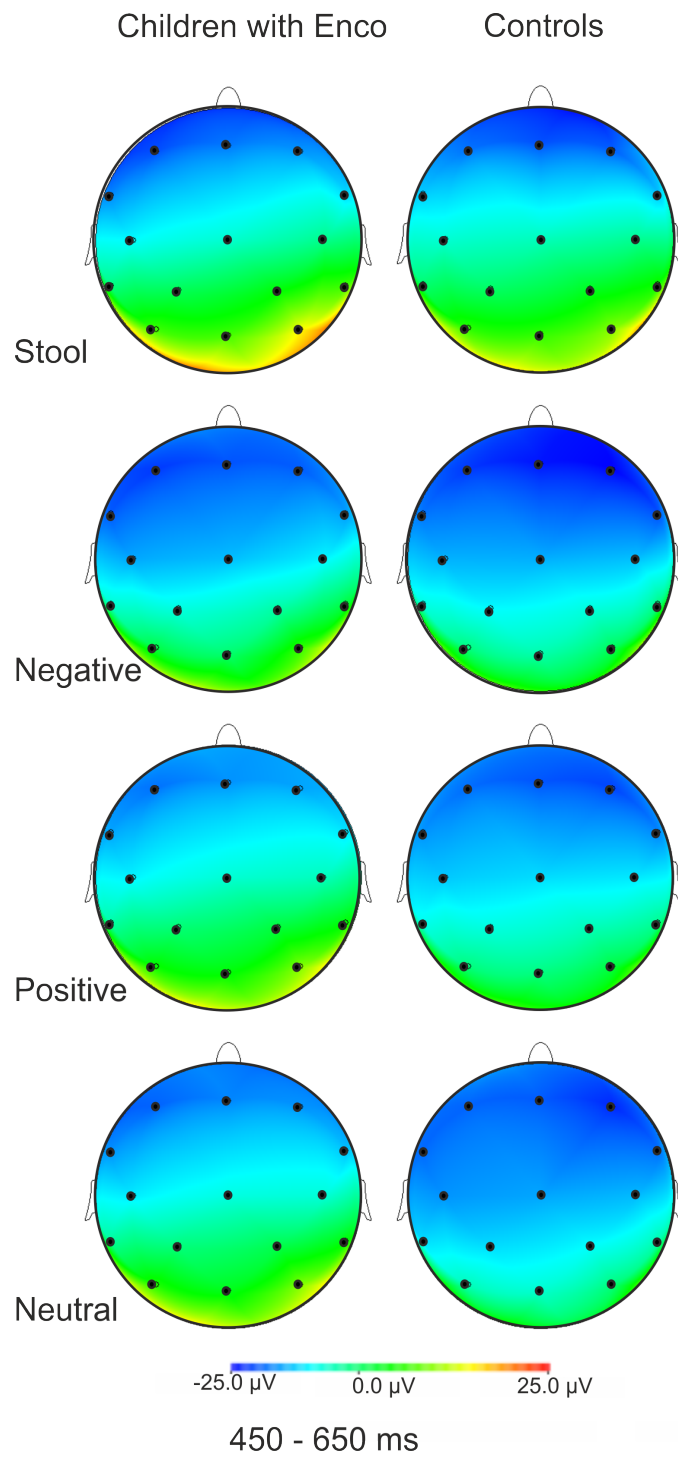 Children with Enco Controls
Stool
Negative
Positive
Neutral
-25.0 µV 0.0 µV 25.0 µV
450 - 650 ms